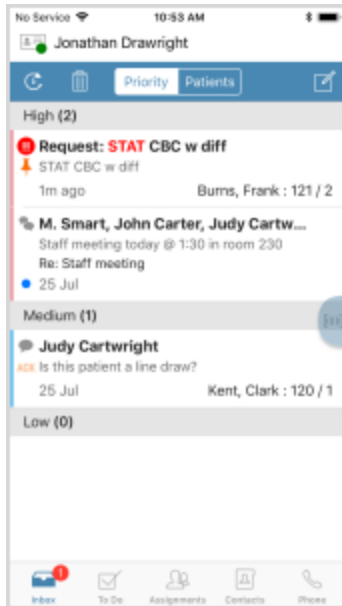 No Service 10:53 AM
Jonathan Drawright
Priority Patients
High (2)
Request: STAT CBC w diff
STAT CBC w diff
1m ago Burns, Frank : 121 / 2
M. Smart, John Carter, Judy Cartw...
Staff meeting today @ 1:30 in room 230
Re: Staff meeting
25 Jul
Medium (1)
Judy Cartwright
Is this patient a line draw?
25 Jul Kent, Clark : 120 / 1
Low (0)
1
Inbox To Do Assignments Contacts Phone